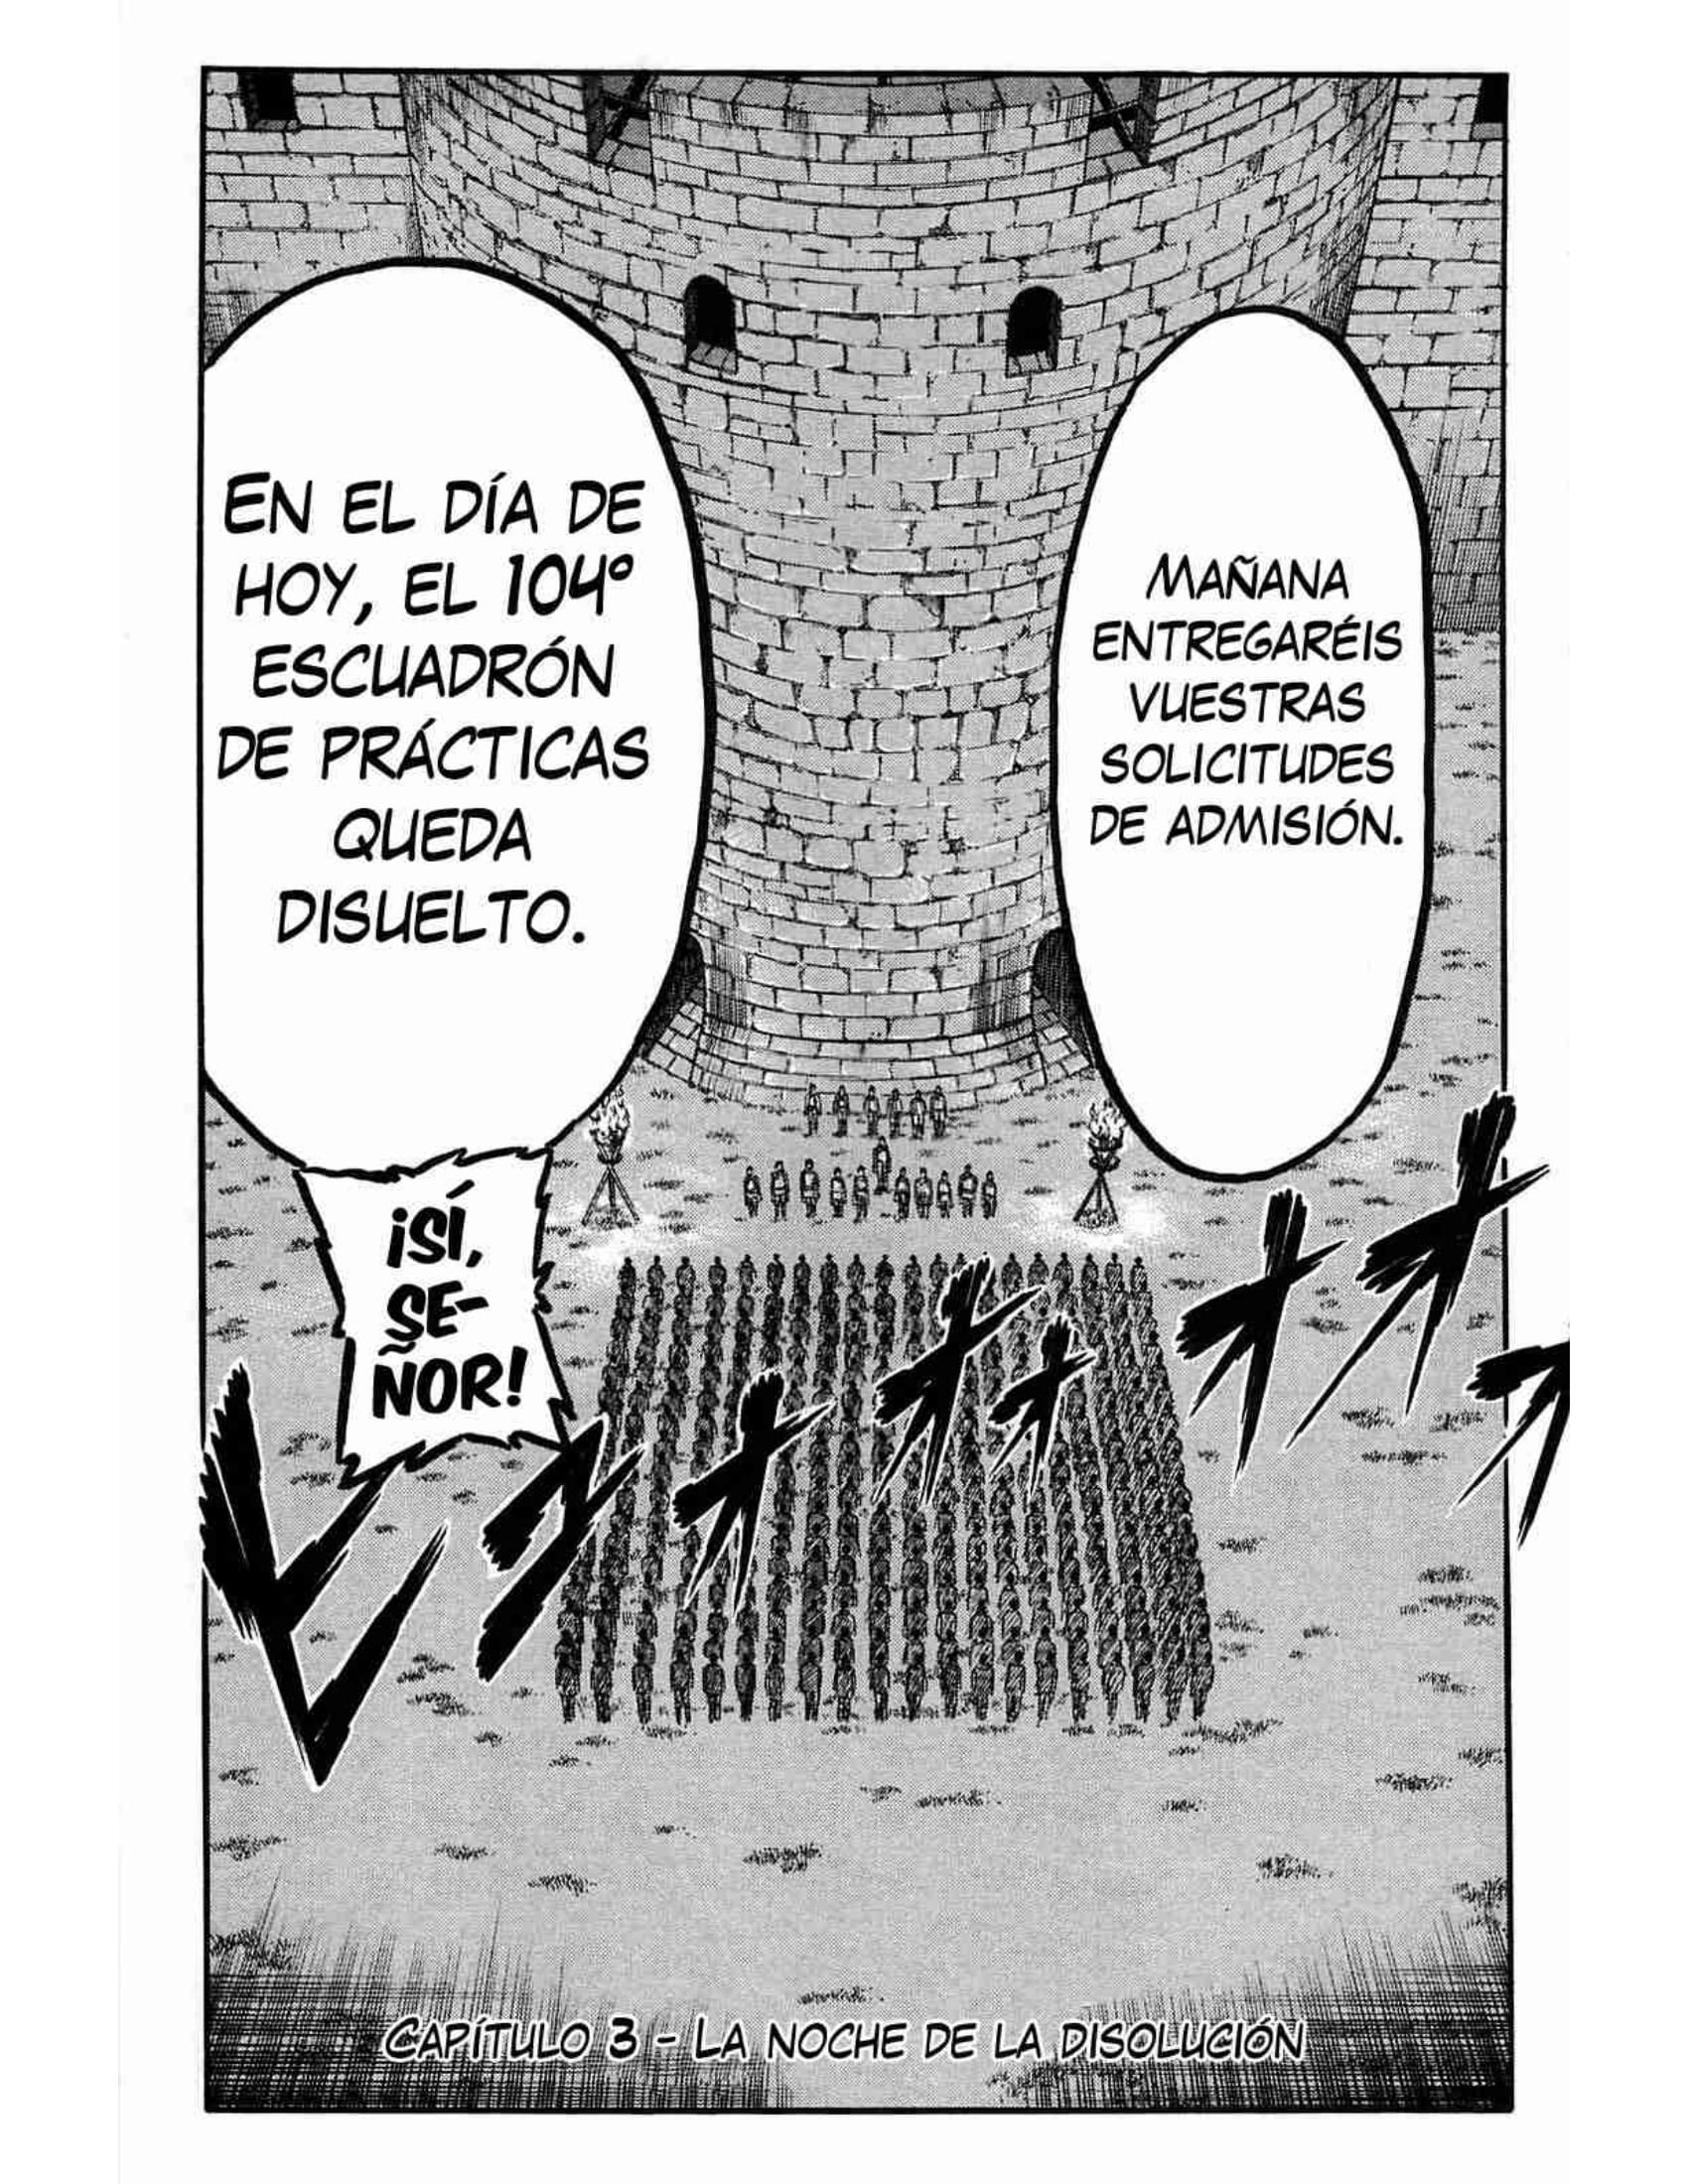 MAÑANA
ENTREGARÉIS
VUESTRAS
SOLICITUDES
DE ADMISIÓN.
EN EL DÍA DE
HOY, EL 104º
ESCUADRÓN
DE PRÁCTICAS
QUEDA
DISUELTO.
¡SÍ,
SE-
ÑOR!
CAPÍTULO 3 - LA NOCHE DE LA DISOLUCIÓN